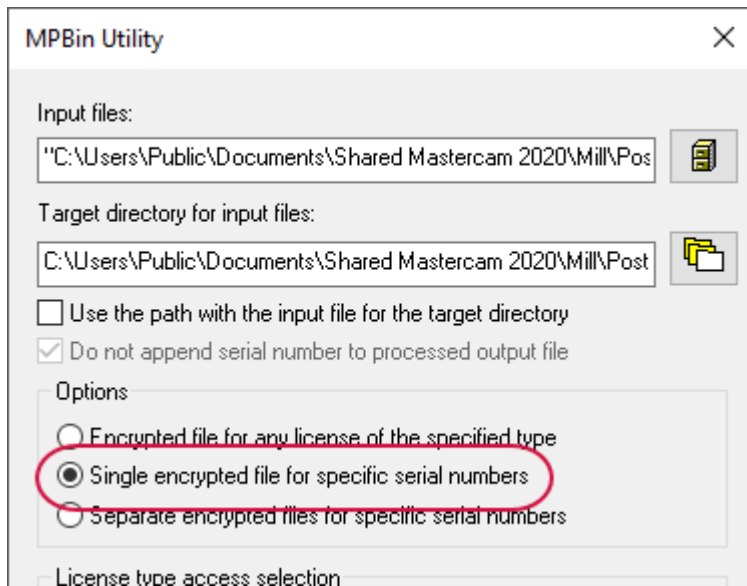 MPBin Utility
Input files:
"C:\Users\Public\Documents\Shared Mastercam 2020\Mill\Pos
Target directory for input files:
C:\Users\Public\Documents\Shared Mastercam 2020\Mill\Post
Use the path with the input file for the target directory
Do not append serial number to processed output file
Options
Encrypted file for any license of the specified type
Single encrypted file for specific serial numbers
Separate encrypted files for specific serial numbers
License type access selection